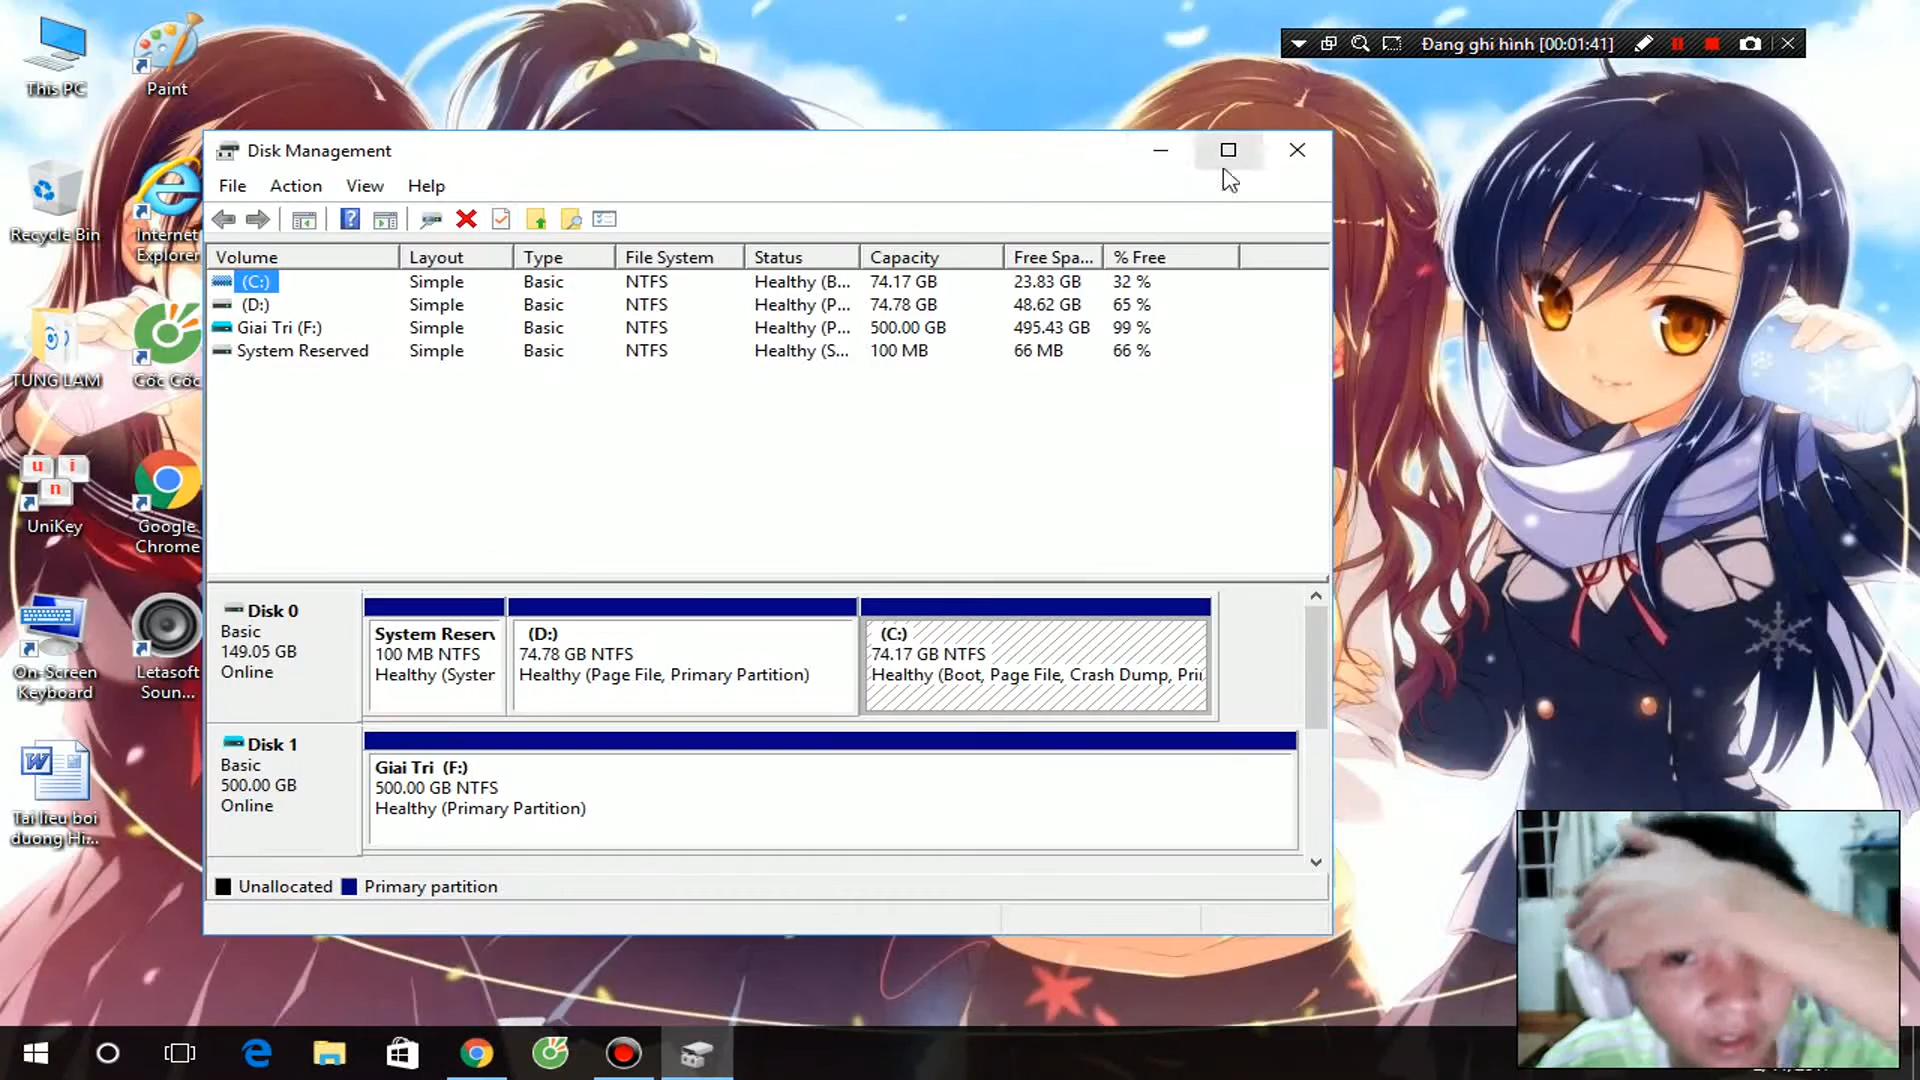 Đang ghi hình [00:01:41]
This PC
Paint
Recycle Bin
Internet
Explorer
TUNG LAM
Cốc Cốc
UniKey
Google
Chrome
On-Screen
Keyboard
Letasoft
Soun...
Tai lieu boi
duong Hi...
Disk Management
File Action View Help
Volume Layout Type File System Status Capacity Free Spa... % Free
(C:) Simple Basic NTFS Healthy (B... 74.17 GB 23.83 GB 32 %
(D:) Simple Basic NTFS Healthy (P... 74.78 GB 48.62 GB 65 %
Giai Tri (F:) Simple Basic NTFS Healthy (P... 500.00 GB 495.43 GB 99 %
System Reserved Simple Basic NTFS Healthy (S... 100 MB 66 MB 66 %
Disk 0
Basic
149.05 GB
Online
System Reserv
100 MB NTFS
Healthy (Syster
(D:)
74.78 GB NTFS
Healthy (Page File, Primary Partition)
(C:)
74.17 GB NTFS
Healthy (Boot, Page File, Crash Dump, Pri
Disk 1
Basic
500.00 GB
Online
Giai Tri (F:)
500.00 GB NTFS
Healthy (Primary Partition)
Unallocated Primary partition